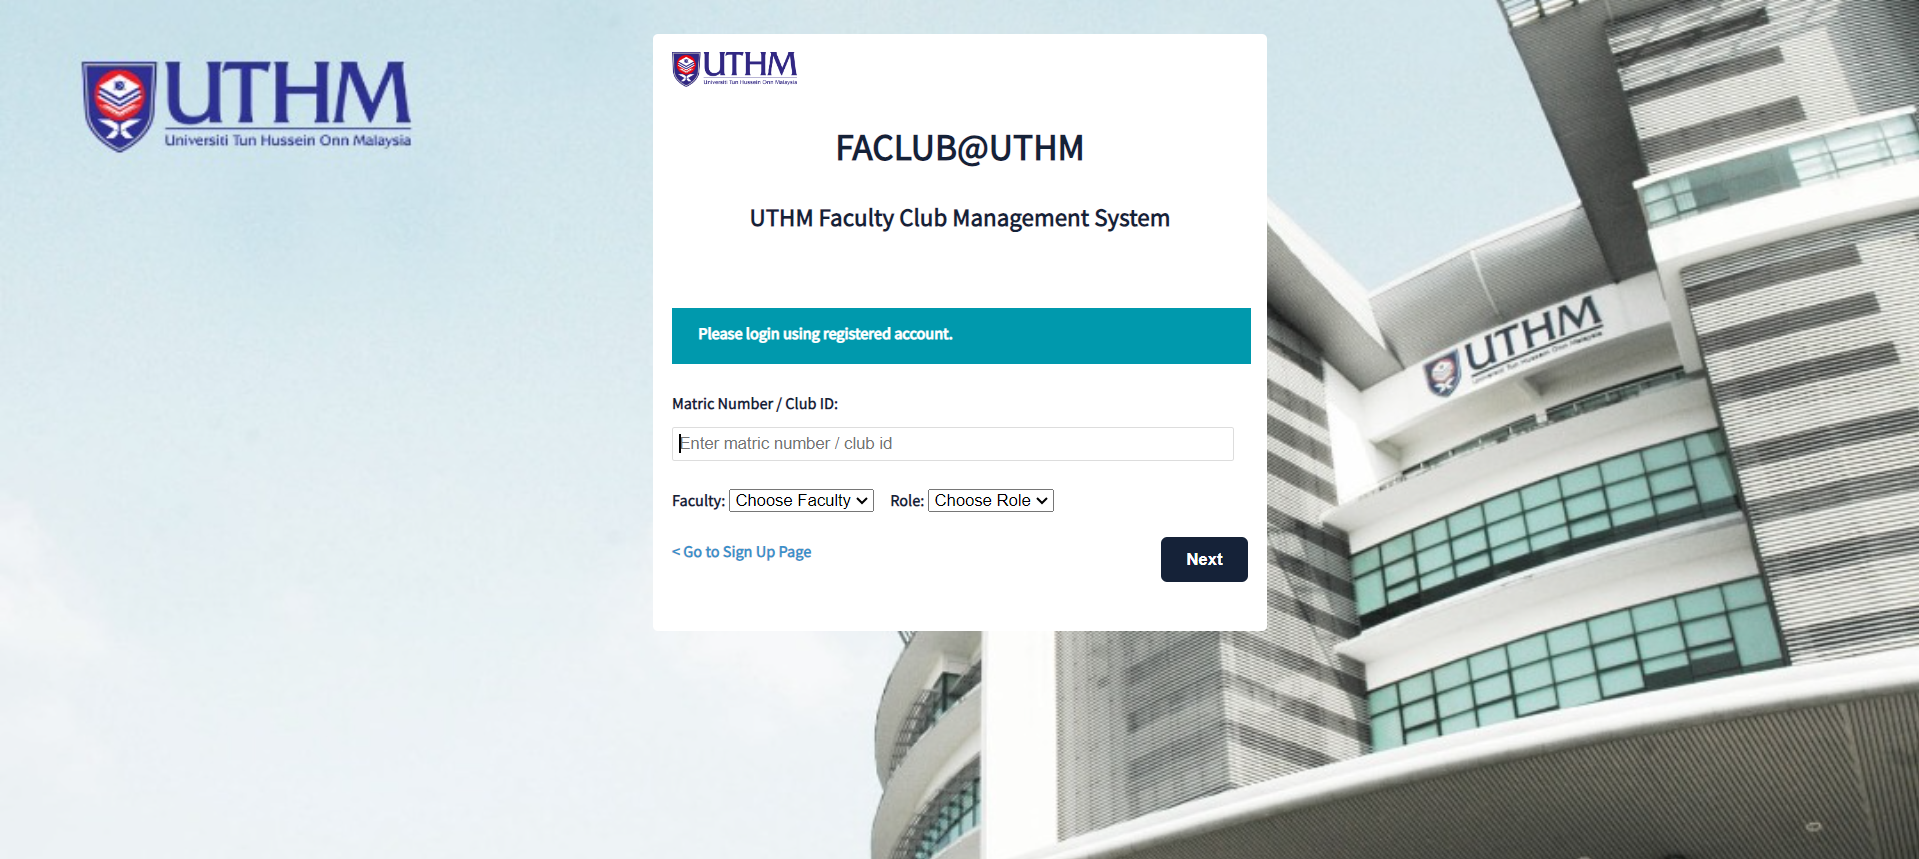 UTHM
Universiti Tun Hussein Onn Malaysia
UTHM
Universiti Tun Hussein Onn Malaysia
FACLUB@UTHM
UTHM Faculty Club Management System
Please login using registered account.
Matric Number / Club ID:
Enter matric number / club id
Faculty: Choose Faculty Role: Choose Role
< Go to Sign Up Page
Next
UTHM
Universiti Tun Hussein Onn Malaysia